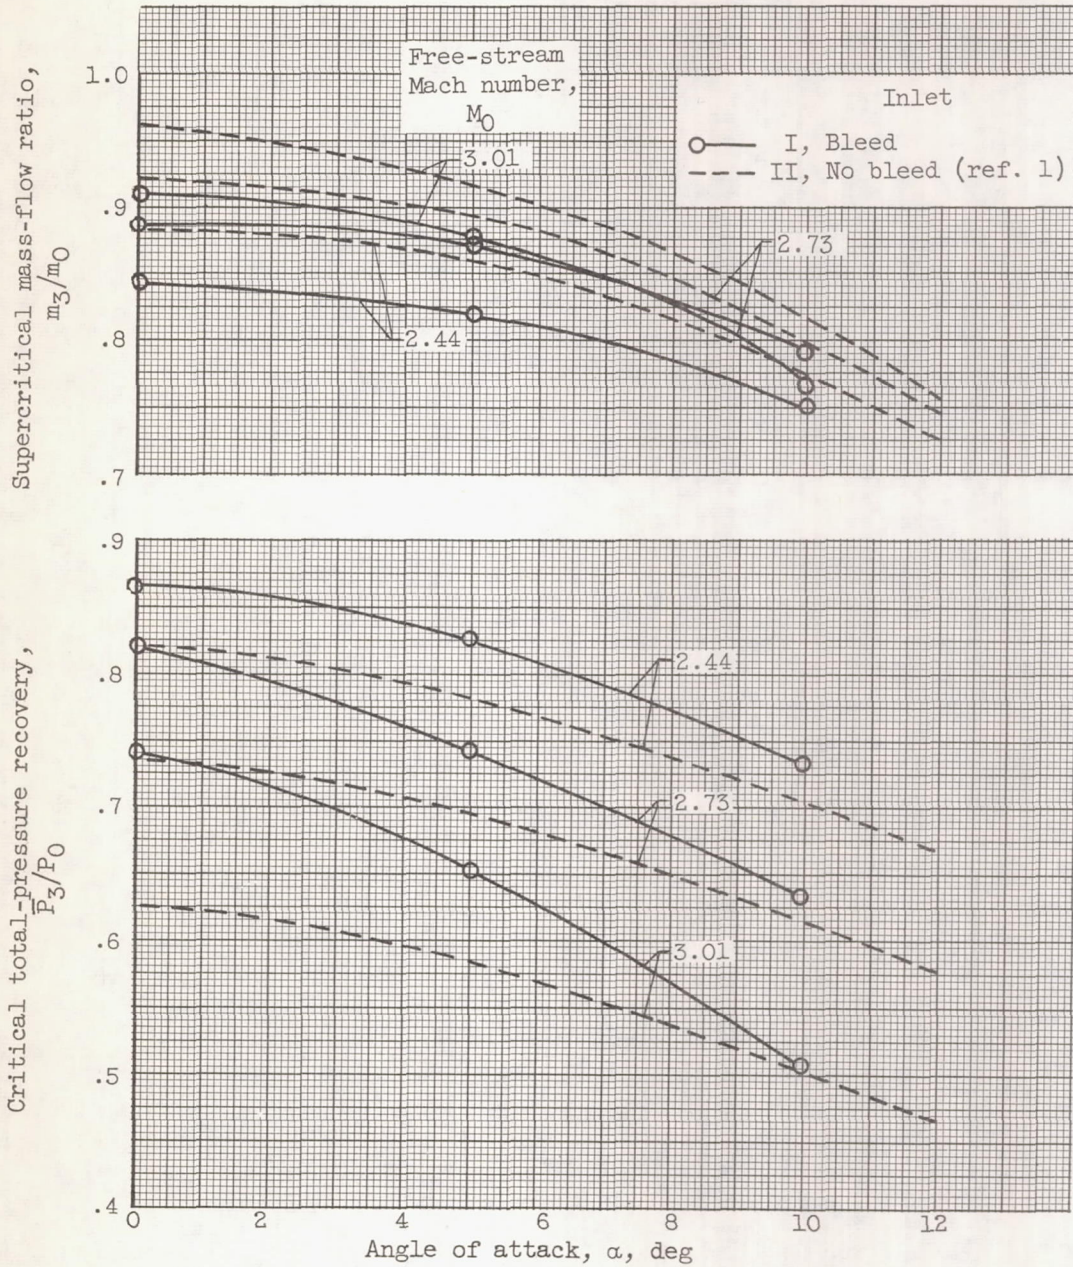 Supercritical mass-flow ratio,
m3/m0
1.0
.9
.8
.7
Free-stream
Mach number,
M0
3.01
2.73
2.44
Inlet
I, Bleed
II, No bleed (ref. 1)
Critical total-pressure recovery,
P̅3/P0
.9
.8
.7
.6
.5
.4
2.44
2.73
3.01
0 2 4 6 8 10 12
Angle of attack, α, deg